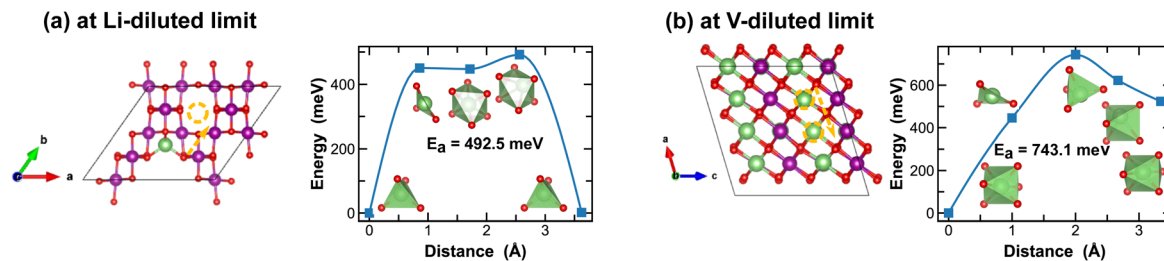 (a) at Li-diluted limit
b
a
c
Energy (meV)
400
200
0
Ea = 492.5 meV
0 1 2 3
Distance (Å)
(b) at V-diluted limit
a
b
c
Energy (meV)
600
400
200
0
Ea = 743.1 meV
0 1 2 3
Distance (Å)